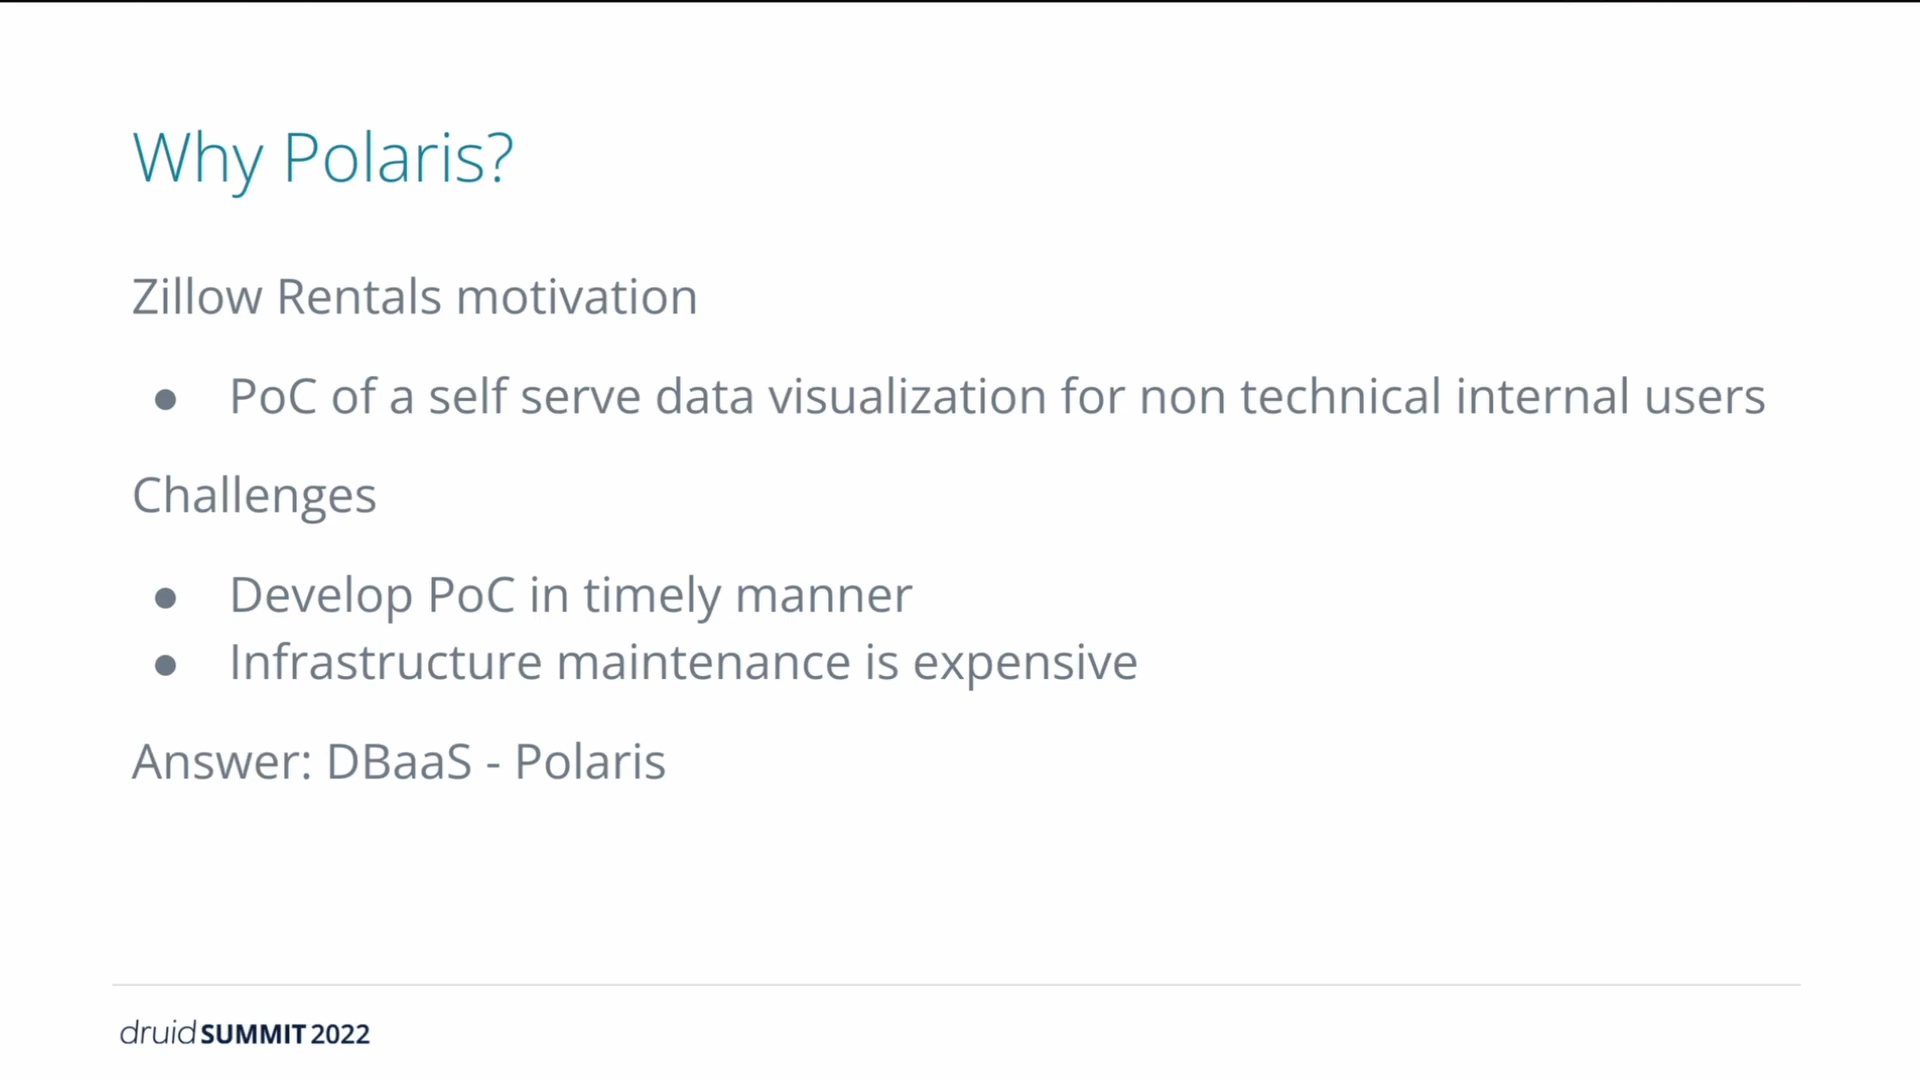 Why Polaris?
Zillow Rentals motivation
● PoC of a self serve data visualization for non technical internal users
Challenges
● Develop PoC in timely manner
● Infrastructure maintenance is expensive
Answer: DBaaS - Polaris
druid SUMMIT 2022